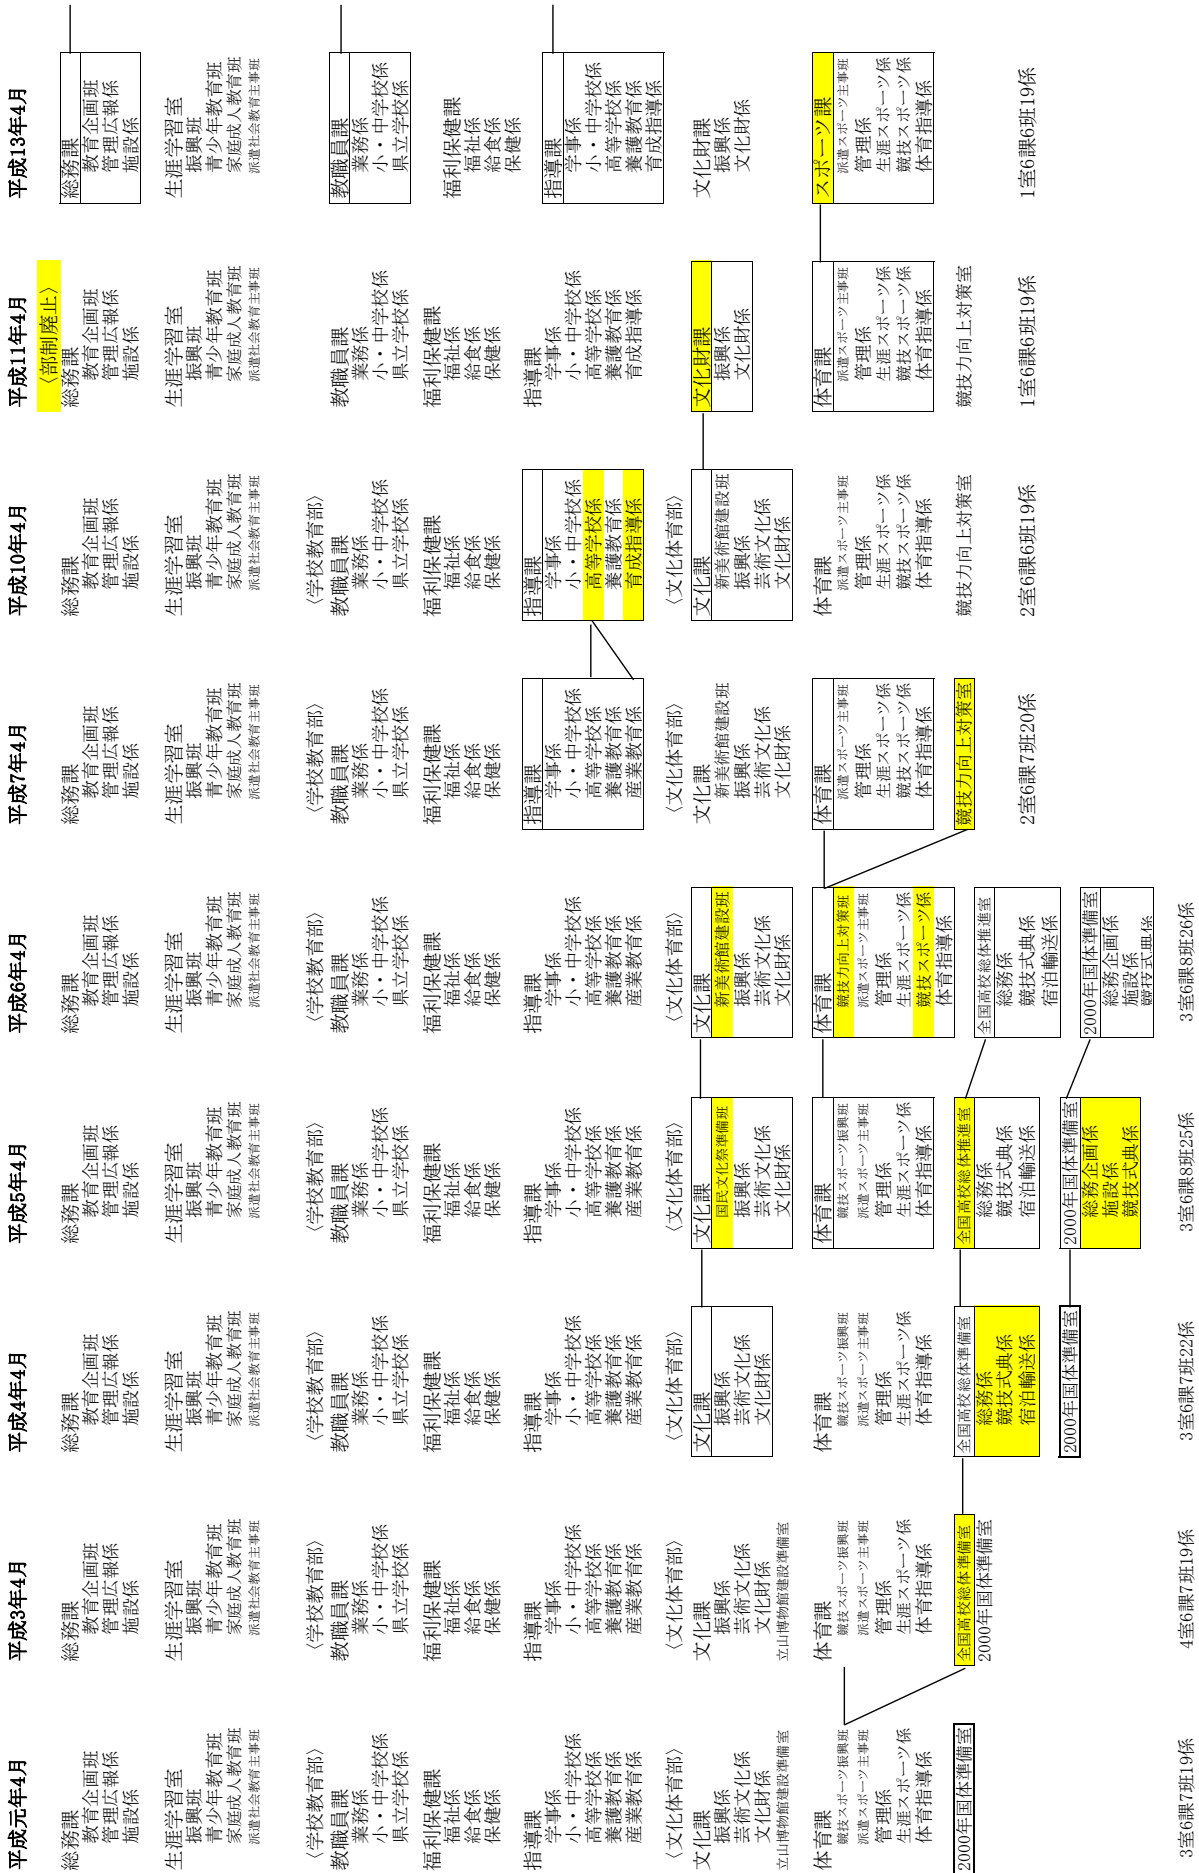 平成元年4月
総務課
教育企画班
管理広報係
施設係
生涯学習室
振興班
青少年教育班
家庭成人教育班
派遣社会教育主事班
〈学校教育部〉
教職員課
業務係
小・中学校係
県立学校係
福利保健課
福祉係
給食係
保健係
指導課
学事係
小・中学校係
高等学校係
養護教育係
産業教育係
〈文化体育部〉
文化課
振興係
芸術文化係
文化財係
立山博物館建設準備室
体育課
競技スポーツ振興班
派遣スポーツ主事班
管理係
生涯スポーツ係
体育指導係
2000年国体準備室
3室6課7班19係
平成3年4月
総務課
教育企画班
管理広報係
施設係
生涯学習室
振興班
青少年教育班
家庭成人教育班
派遣社会教育主事班
〈学校教育部〉
教職員課
業務係
小・中学校係
県立学校係
福利保健課
福祉係
給食係
保健係
指導課
学事係
小・中学校係
高等学校係
養護教育係
産業教育係
〈文化体育部〉
文化課
振興係
芸術文化係
文化財係
立山博物館建設準備室
体育課
競技スポーツ振興班
派遣スポーツ主事班
管理係
生涯スポーツ係
体育指導係
全国高校総体準備室
2000年国体準備室
4室6課7班19係
平成4年4月
総務課
教育企画班
管理広報係
施設係
生涯学習室
振興班
青少年教育班
家庭成人教育班
派遣社会教育主事班
〈学校教育部〉
教職員課
業務係
小・中学校係
県立学校係
福利保健課
福祉係
給食係
保健係
指導課
学事係
小・中学校係
高等学校係
養護教育係
産業教育係
〈文化体育部〉
文化課
振興係
芸術文化係
文化財係
体育課
競技スポーツ振興班
派遣スポーツ主事班
管理係
生涯スポーツ係
体育指導係
全国高校総体準備室
総務係
競技式典係
宿泊輸送係
2000年国体準備室
3室6課7班22係
平成5年4月
総務課
教育企画班
管理広報係
施設係
生涯学習室
振興班
青少年教育班
家庭成人教育班
派遣社会教育主事班
〈学校教育部〉
教職員課
業務係
小・中学校係
県立学校係
福利保健課
福祉係
給食係
保健係
指導課
学事係
小・中学校係
高等学校係
養護教育係
産業教育係
〈文化体育部〉
文化課
国民文化祭準備班
振興係
芸術文化係
文化財係
体育課
競技スポーツ振興班
派遣スポーツ主事班
管理係
生涯スポーツ係
体育指導係
全国高校総体推進室
総務係
競技式典係
宿泊輸送係
2000年国体準備室
総務企画係
施設係
競技式典係
3室6課8班25係
平成6年4月
総務課
教育企画班
管理広報係
施設係
生涯学習室
振興班
青少年教育班
家庭成人教育班
派遣社会教育主事班
〈学校教育部〉
教職員課
業務係
小・中学校係
県立学校係
福利保健課
福祉係
給食係
保健係
指導課
学事係
小・中学校係
高等学校係
養護教育係
産業教育係
〈文化体育部〉
文化課
新美術館建設班
振興係
芸術文化係
文化財係
体育課
競技力向上対策班
派遣スポーツ主事班
管理係
生涯スポーツ係
競技スポーツ係
体育指導係
全国高校総体推進室
総務係
競技式典係
宿泊輸送係
2000年国体準備室
総務企画係
施設係
競技式典係
3室6課8班26係
平成7年4月
総務課
教育企画班
管理広報係
施設係
生涯学習室
振興班
青少年教育班
家庭成人教育班
派遣社会教育主事班
〈学校教育部〉
教職員課
業務係
小・中学校係
県立学校係
福利保健課
福祉係
給食係
保健係
指導課
学事係
小・中学校係
高等学校係
養護教育係
産業教育係
〈文化体育部〉
文化課
新美術館建設班
振興係
芸術文化係
文化財係
体育課
派遣スポーツ主事班
管理係
生涯スポーツ係
競技スポーツ係
体育指導係
競技力向上対策室
2室6課7班20係
平成10年4月
総務課
教育企画班
管理広報係
施設係
生涯学習室
振興班
青少年教育班
家庭成人教育班
派遣社会教育主事班
〈学校教育部〉
教職員課
業務係
小・中学校係
県立学校係
福利保健課
福祉係
給食係
保健係
指導課
学事係
小・中学校係
高等学校係
養護教育係
育成指導係
〈文化体育部〉
文化課
新美術館建設班
振興係
芸術文化係
文化財係
体育課
派遣スポーツ主事班
管理係
生涯スポーツ係
競技スポーツ係
体育指導係
競技力向上対策室
2室6課6班19係
平成11年4月
〈部制廃止〉
総務課
教育企画班
管理広報係
施設係
生涯学習室
振興班
青少年教育班
家庭成人教育班
派遣社会教育主事班
教職員課
業務係
小・中学校係
県立学校係
福利保健課
福祉係
給食係
保健係
指導課
学事係
小・中学校係
高等学校係
養護教育係
育成指導係
文化財課
振興係
文化財係
体育課
派遣スポーツ主事班
管理係
生涯スポーツ係
競技スポーツ係
体育指導係
競技力向上対策室
1室6課6班19係
平成13年4月
総務課
教育企画班
管理広報係
施設係
生涯学習室
振興班
青少年教育班
家庭成人教育班
派遣社会教育主事班
教職員課
業務係
小・中学校係
県立学校係
福利保健課
福祉係
給食係
保健係
指導課
学事係
小・中学校係
高等学校係
養護教育係
育成指導係
文化財課
振興係
文化財係
スポーツ課
派遣スポーツ主事班
管理係
生涯スポーツ係
競技スポーツ係
体育指導係
1室6課6班19係